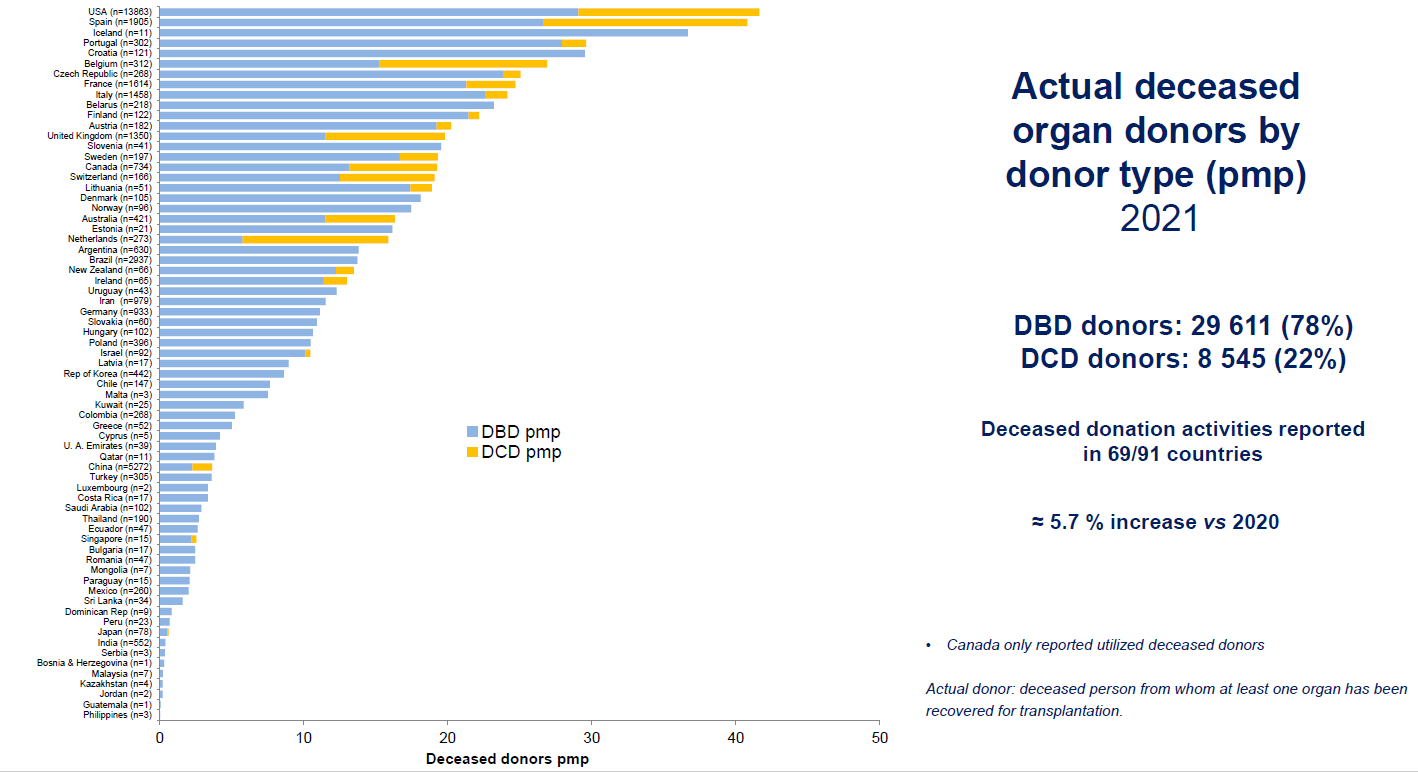 USA (n=13863)
Spain (n=1905)
Iceland (n=11)
Portugal (n=302)
Croatia (n=121)
Belgium (n=312)
Czech Republic (n=268)
France (n=1614)
Italy (n=1458)
Belarus (n=218)
Finland (n=122)
Austria (n=182)
United Kingdom (n=1350)
Slovenia (n=41)
Sweden (n=197)
Canada (n=734)
Switzerland (n=166)
Lithuania (n=51)
Denmark (n=105)
Norway (n=96)
Australia (n=421)
Estonia (n=21)
Netherlands (n=273)
Argentina (n=630)
Brazil (n=2937)
New Zealand (n=66)
Ireland (n=65)
Uruguay (n=43)
Iran (n=979)
Germany (n=933)
Slovakia (n=60)
Hungary (n=102)
Poland (n=396)
Israel (n=92)
Latvia (n=17)
Rep of Korea (n=442)
Chile (n=147)
Malta (n=3)
Kuwait (n=25)
Colombia (n=268)
Greece (n=52)
Cyprus (n=5)
U. A. Emirates (n=39)
Qatar (n=11)
China (n=5272)
Turkey (n=305)
Luxembourg (n=2)
Costa Rica (n=17)
Saudi Arabia (n=102)
Thailand (n=190)
Ecuador (n=47)
Singapore (n=15)
Bulgaria (n=17)
Romania (n=47)
Mongolia (n=7)
Paraguay (n=15)
Mexico (n=260)
Sri Lanka (n=34)
Dominican Rep (n=9)
Peru (n=23)
Japan (n=78)
India (n=552)
Serbia (n=3)
Bosnia & Herzegovina (n=1)
Malaysia (n=7)
Kazakhstan (n=4)
Jordan (n=2)
Guatemala (n=1)
Philippines (n=3)
0 10 20 30 40 50
Deceased donors pmp
DBD pmp
DCD pmp
Actual deceased
organ donors by
donor type (pmp)
2021
DBD donors: 29 611 (78%)
DCD donors: 8 545 (22%)
Deceased donation activities reported
in 69/91 countries
≈ 5.7 % increase vs 2020
• Canada only reported utilized deceased donors
Actual donor: deceased person from whom at least one organ has been
recovered for transplantation.